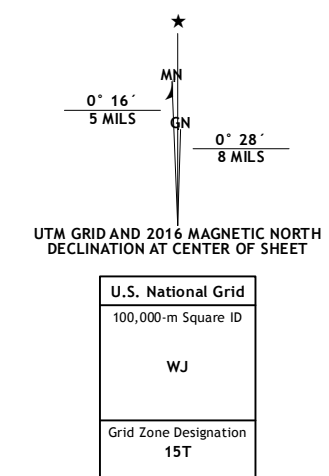 ★
MN
0° 16´
5 MILS
GN
0° 28´
8 MILS
UTM GRID AND 2016 MAGNETIC NORTH
DECLINATION AT CENTER OF SHEET
U.S. National Grid
100,000-m Square ID
WJ
Grid Zone Designation
15T